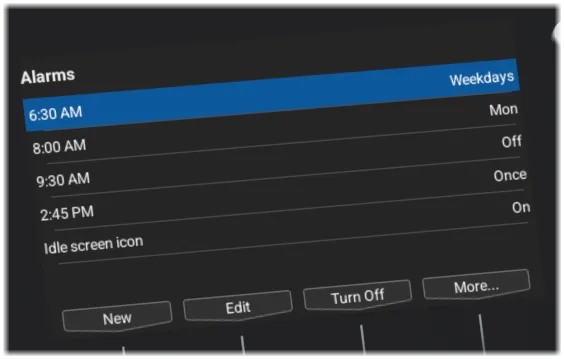 Alarms
6:30 AM Weekdays
8:00 AM Mon
9:30 AM Off
2:45 PM Once
Idle screen icon On
New Edit Turn Off More...